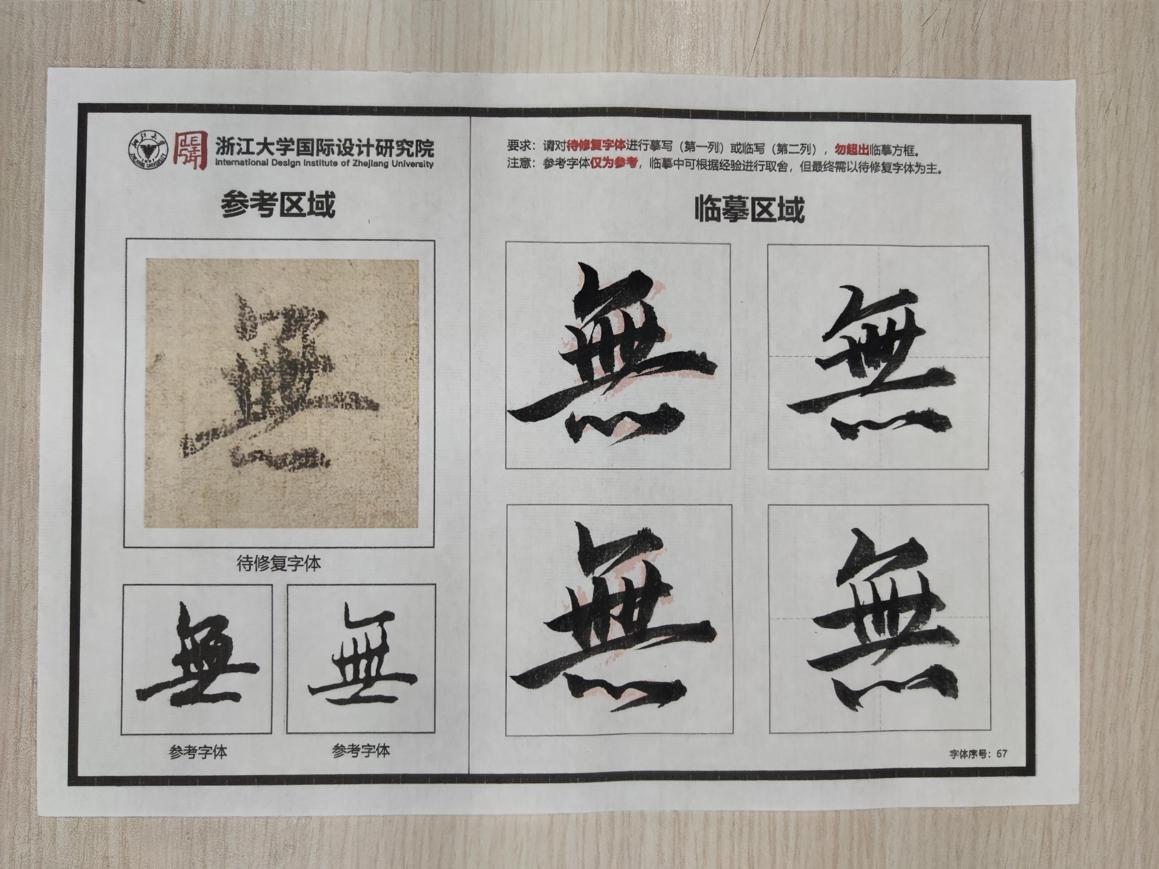 浙江大学国际设计研究院
International Design Institute of Zhejiang University
参考区域
無
待修复字体
無
無
参考字体
参考字体
要求：请对待修复字体进行摹写（第一列）或临写（第二列），勿超出临摹方框。
注意：参考字体仅为参考，临摹中可根据经验进行取舍，但最终需以待修复字体为主。
临摹区域
無
無
無
無
字体序号：67